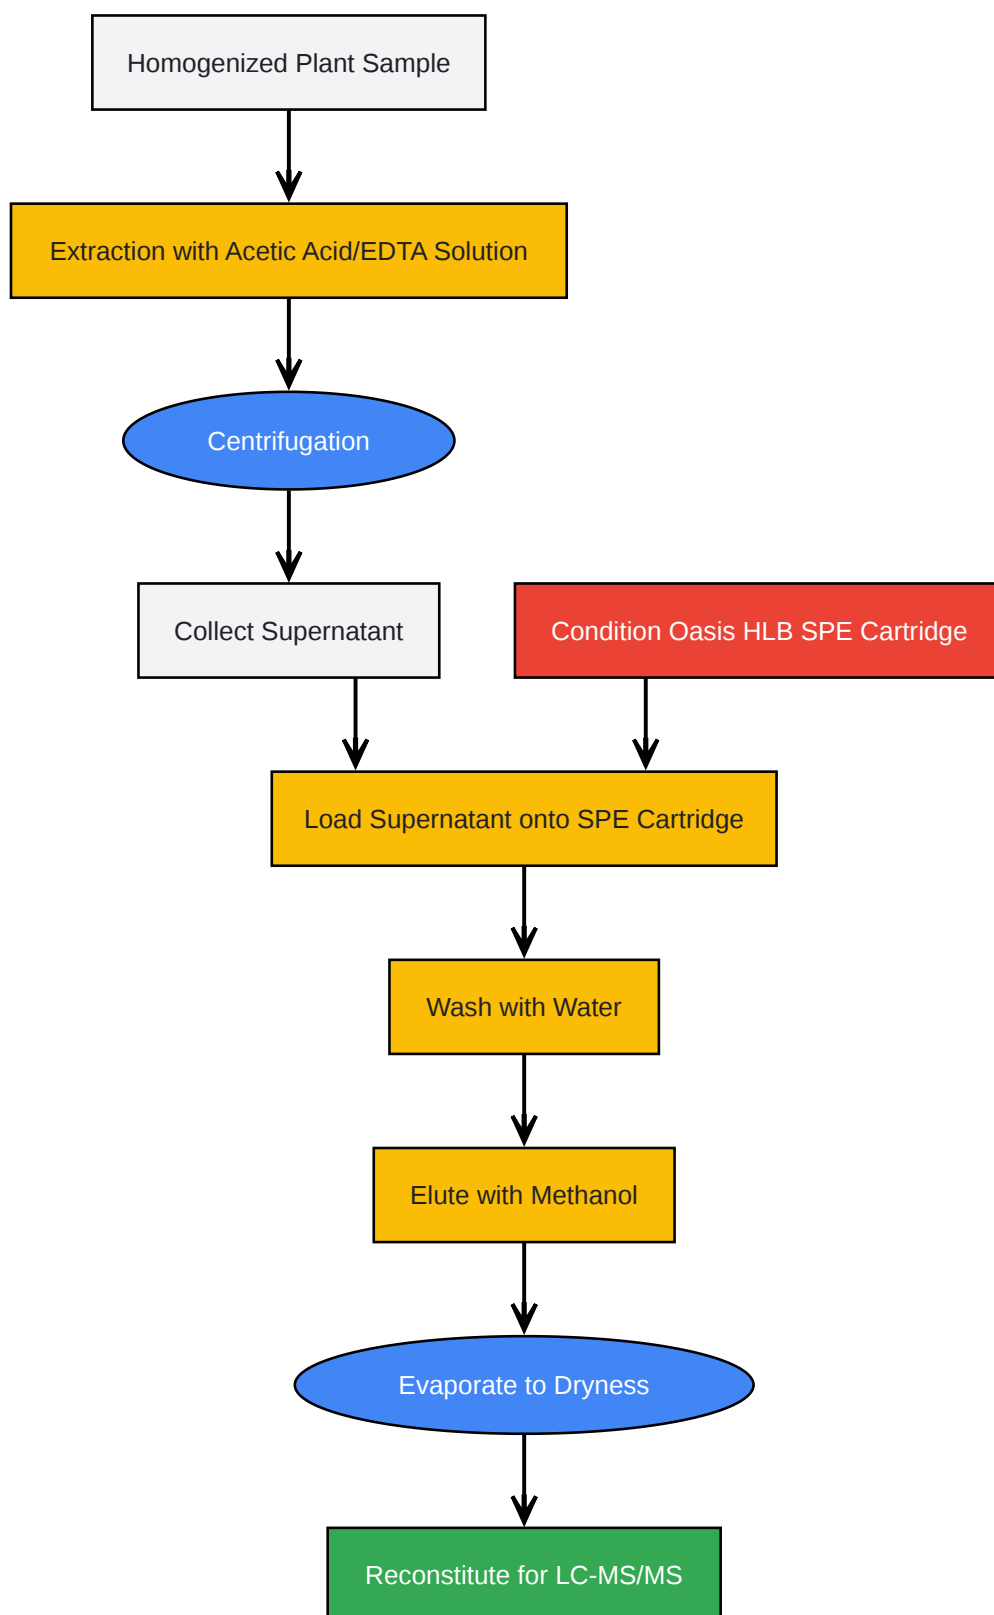 Homogenized Plant Sample
Extraction with Acetic Acid/EDTA Solution
Centrifugation
Collect Supernatant
Condition Oasis HLB SPE Cartridge
Load Supernatant onto SPE Cartridge
Wash with Water
Elute with Methanol
Evaporate to Dryness
Reconstitute for LC-MS/MS